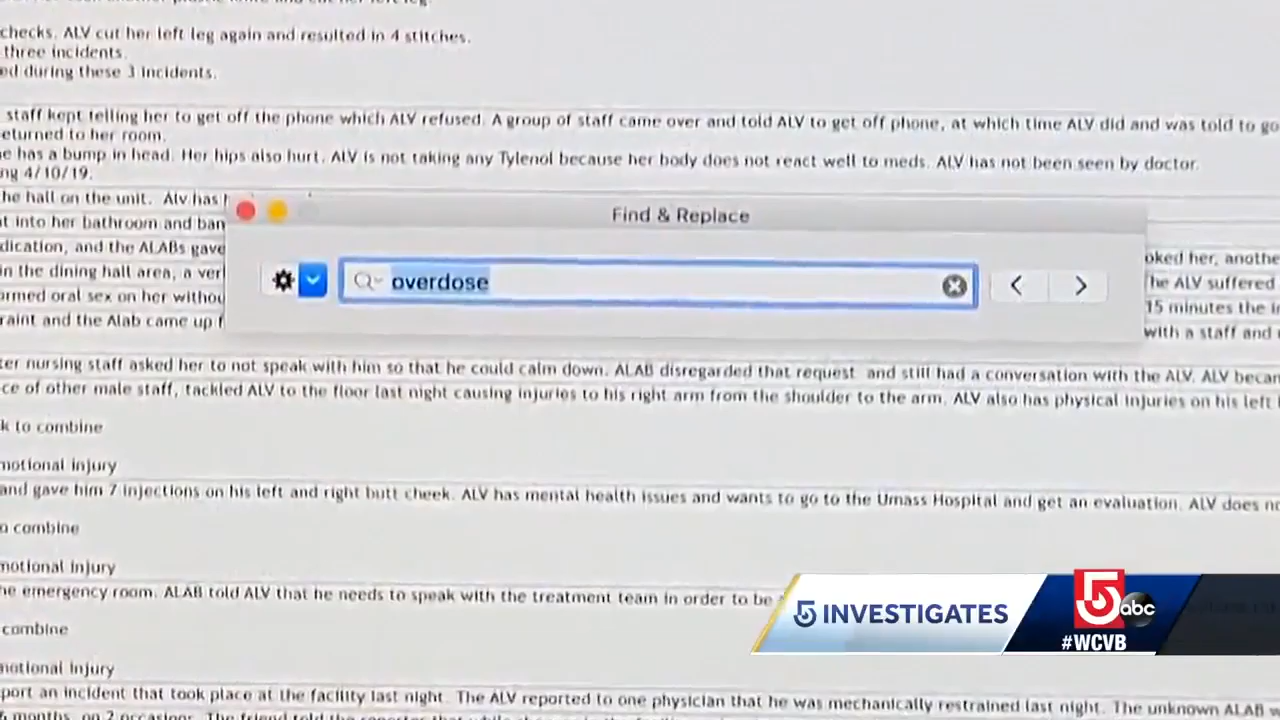 checks. ALV cut her left leg again and resulted in 4 stitches.
three incidents.
ed during these 3 incidents.
staff kept telling her to get off the phone which ALV refused. A group of staff came over and told ALV to get off phone, at which time ALV did and was told to go
eturned to her room.
e has a bump in head. Her hips also hurt. ALV is not taking any Tylenol because her body does not react well to meds. ALV has not been seen by doctor.
ng 4/10/19.
he hall on the unit. Alv has
Find & Replace
t into her bathroom and ban
dication, and the ALABs gave
oked her, anothe
in the dining hall area, a ver
overdose
he ALV suffered
ormed oral sex on her withou
15 minutes the i
raint and the Alab came up f
with a staff and
ter nursing staff asked her to not speak with him so that he could calm down. ALAB disregarded that request and still had a conversation with the ALV. ALV becam
ce of other male staff, tackled ALV to the floor last night causing injuries to his right arm from the shoulder to the arm. ALV also has physical injuries on his left
k to combine
motional injury
and gave him 7 injections on his left and right butt cheek. ALV has mental health issues and wants to go to the Umass Hospital and get an evaluation. ALV does no
o combine
motional injury
he emergency room. ALAB told ALV that he needs to speak with the treatment team in order to be
5 INVESTIGATES
5 abc
combine
#WCVB
motional injury
port an incident that took place at the facility last night. The ALV reported to one physician that he was mechanically restrained last night. The unknown ALAB w
months, on 2 occasions. The friend told the reporter that while